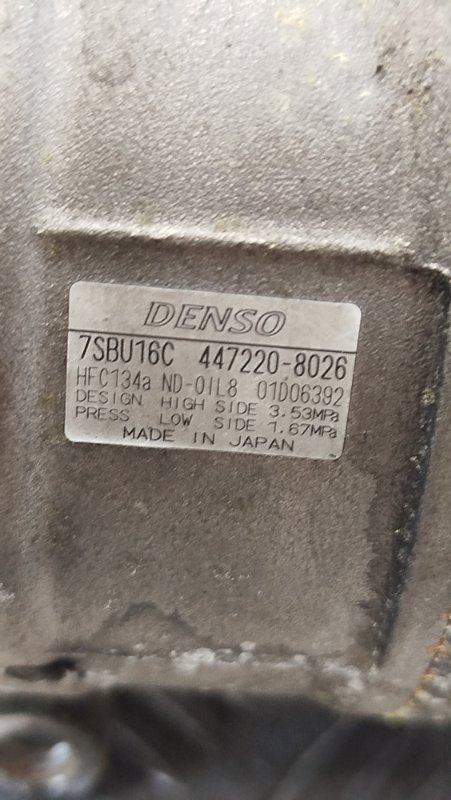 DENSO
7SBU16C 447220-8026
HFC134a ND-OIL8 01D06392
DESIGN HIGH SIDE 3.53MPa
PRESS LOW SIDE 1.67MPa
MADE IN JAPAN